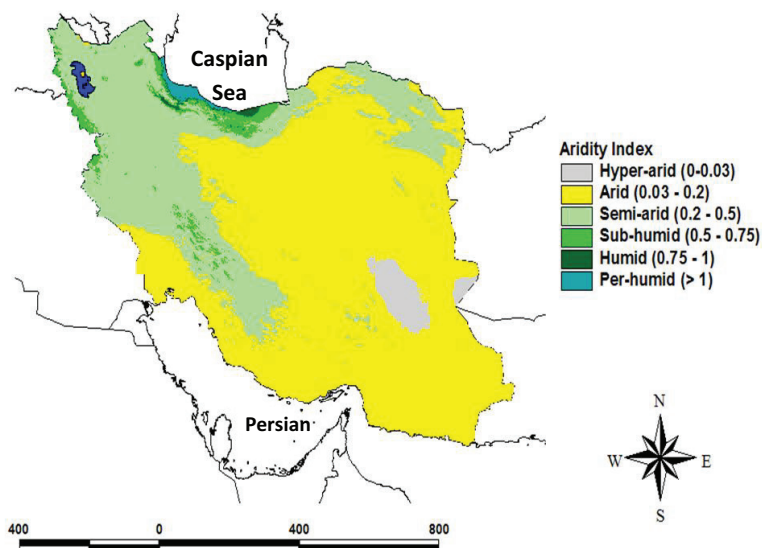 Caspian
Sea
Aridity Index
Hyper-arid (0-0.03)
Arid (0.03 - 0.2)
Semi-arid (0.2 - 0.5)
Sub-humid (0.5 - 0.75)
Humid (0.75 - 1)
Per-humid (> 1)
Persian
N
W E
S
400 0 400 800